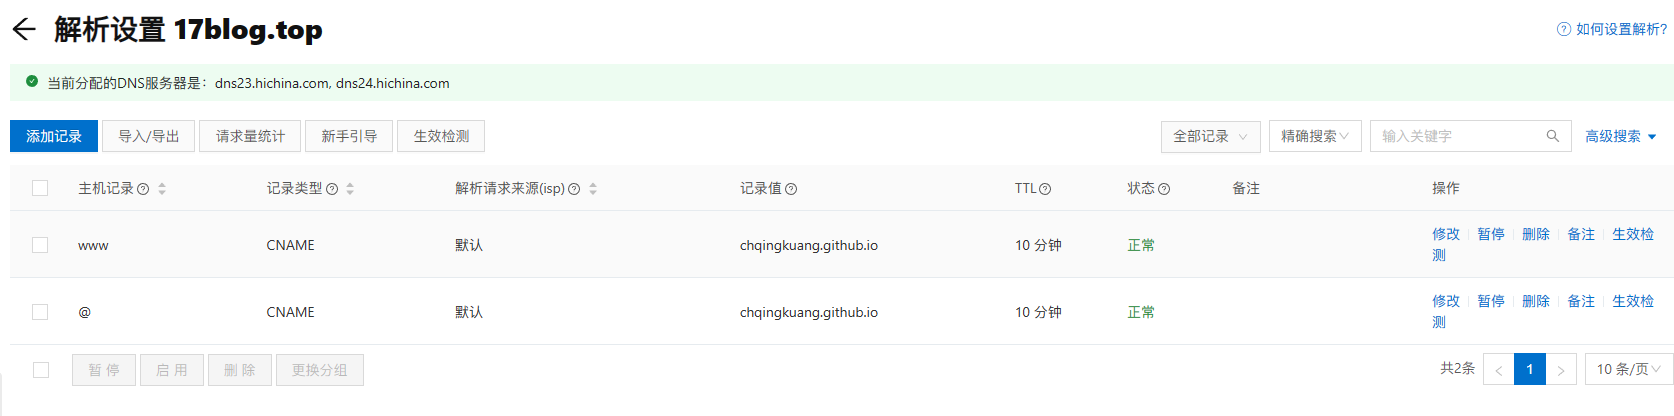 解析设置 17blog.top
如何设置解析?
当前分配的DNS服务器是：dns23.hichina.com, dns24.hichina.com
添加记录 导入/导出 请求量统计 新手引导 生效检测 全部记录 精确搜索 输入关键字 高级搜索
主机记录 记录类型 解析请求来源(isp) 记录值 TTL 状态 备注 操作
www CNAME 默认 chqingkuang.github.io 10 分钟 正常 修改 暂停 删除 备注 生效检
测
@ CNAME 默认 chqingkuang.github.io 10 分钟 正常 修改 暂停 删除 备注 生效检
测
暂停 启用 删除 更换分组 共2条 < 1 > 10 条/页